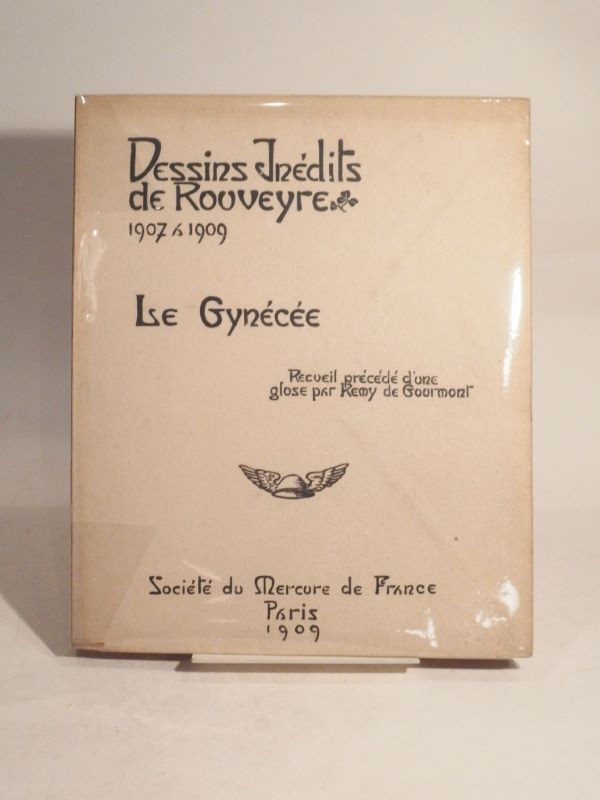 Dessins Inédits
de Rouveyre
1907 à 1909
Le Gynécée
Recueil précédé d'une
glose par Remy de Gourmont
Société du Mercure de France
Paris
1909